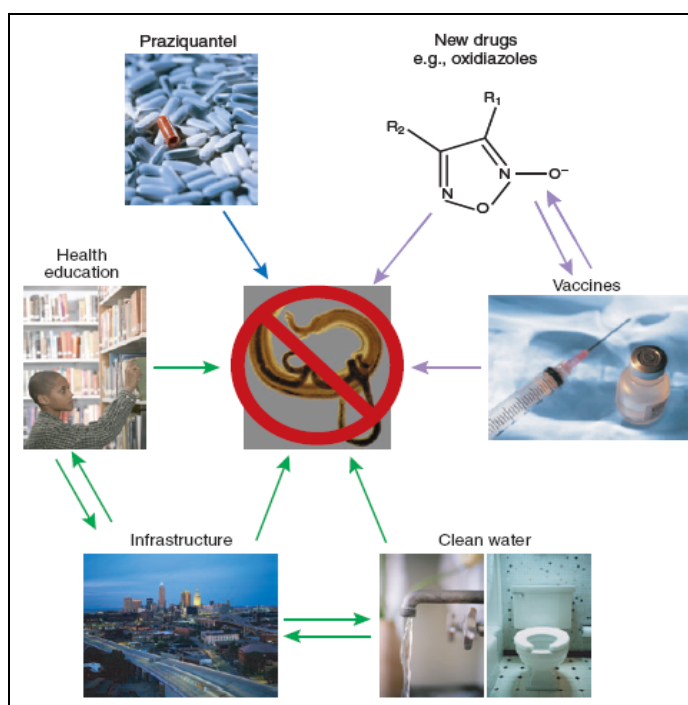 Praziquantel
New drugs
e.g., oxidiazoles
R1
R2
N
N
O
O−
Health
education
Vaccines
Infrastructure
Clean water